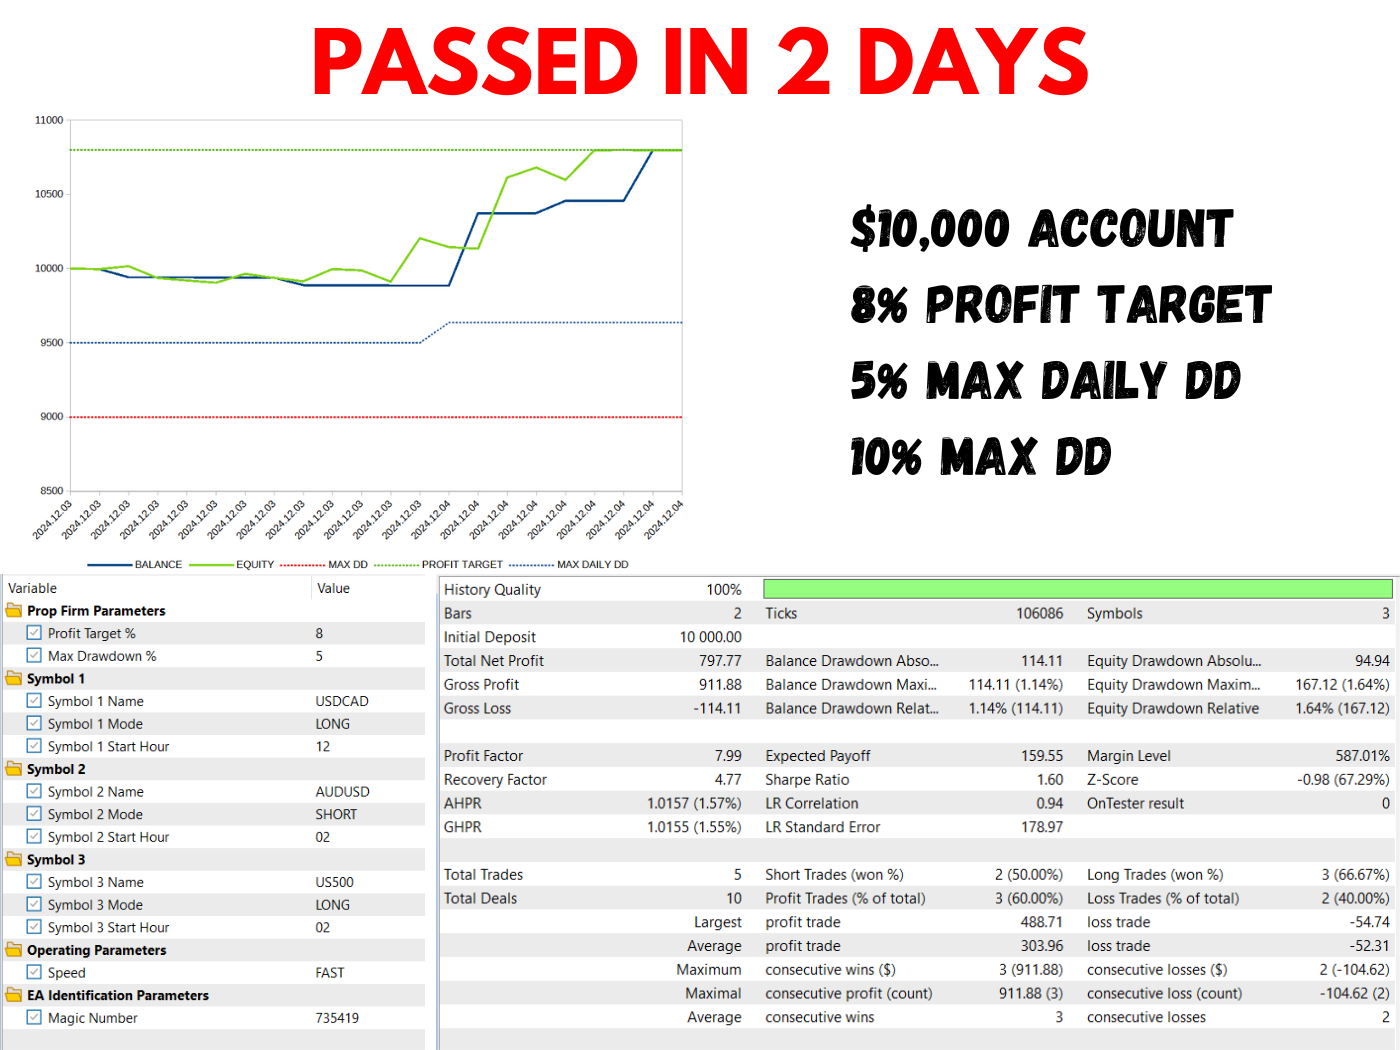 PASSED IN 2 DAYS
11000
10500
10000
9500
9000
8500
2024.12.03 2024.12.03 2024.12.03 2024.12.03 2024.12.03 2024.12.03 2024.12.03 2024.12.03 2024.12.03 2024.12.03 2024.12.03 2024.12.03 2024.12.03 2024.12.04 2024.12.04 2024.12.04 2024.12.04 2024.12.04 2024.12.04 2024.12.04 2024.12.04 2024.12.04
BALANCE EQUITY MAX DD PROFIT TARGET MAX DAILY DD
$10,000 ACCOUNT
8% PROFIT TARGET
5% MAX DAILY DD
10% MAX DD
Variable Value
Prop Firm Parameters
Profit Target % 8
Max Drawdown % 5
Symbol 1
Symbol 1 Name USDCAD
Symbol 1 Mode LONG
Symbol 1 Start Hour 12
Symbol 2
Symbol 2 Name AUDUSD
Symbol 2 Mode SHORT
Symbol 2 Start Hour 02
Symbol 3
Symbol 3 Name US500
Symbol 3 Mode LONG
Symbol 3 Start Hour 02
Operating Parameters
Speed FAST
EA Identification Parameters
Magic Number 735419
History Quality 100%
Bars 2 Ticks 106086 Symbols 3
Initial Deposit 10 000.00
Total Net Profit 797.77 Balance Drawdown Abso... 114.11 Equity Drawdown Absolu... 94.94
Gross Profit 911.88 Balance Drawdown Maxi... 114.11 (1.14%) Equity Drawdown Maxim... 167.12 (1.64%)
Gross Loss -114.11 Balance Drawdown Relat... 1.14% (114.11) Equity Drawdown Relative 1.64% (167.12)
Profit Factor 7.99 Expected Payoff 159.55 Margin Level 587.01%
Recovery Factor 4.77 Sharpe Ratio 1.60 Z-Score -0.98 (67.29%)
AHPR 1.0157 (1.57%) LR Correlation 0.94 OnTester result 0
GHPR 1.0155 (1.55%) LR Standard Error 178.97
Total Trades 5 Short Trades (won %) 2 (50.00%) Long Trades (won %) 3 (66.67%)
Total Deals 10 Profit Trades (% of total) 3 (60.00%) Loss Trades (% of total) 2 (40.00%)
Largest profit trade 488.71 loss trade -54.74
Average profit trade 303.96 loss trade -52.31
Maximum consecutive wins ($) 3 (911.88) consecutive losses ($) 2 (-104.62)
Maximal consecutive profit (count) 911.88 (3) consecutive loss (count) -104.62 (2)
Average consecutive wins 3 consecutive losses 2